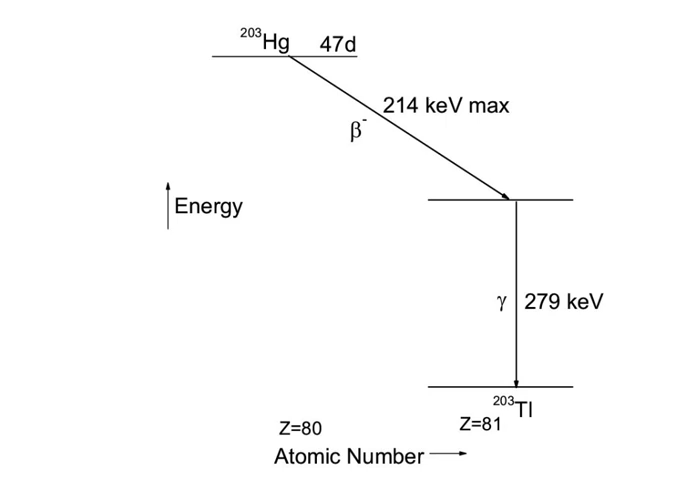 ²⁰³Hg 47d
214 keV max
β⁻
Energy
γ 279 keV
²⁰³Tl
Z=80 Z=81
Atomic Number